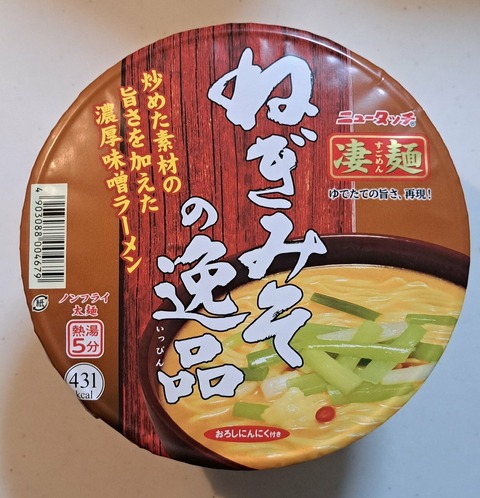 炒めた素材の
旨さを加えた
濃厚味噌ラーメン
ねぎみそ
の逸品
いっぴん
ニュータッチ
凄麺
すごめん
ゆでたての旨さ、再現!
4903088004679
紙
ノンフライ
太麺
熱湯
5分
431
kcal
おろしにんにく付き